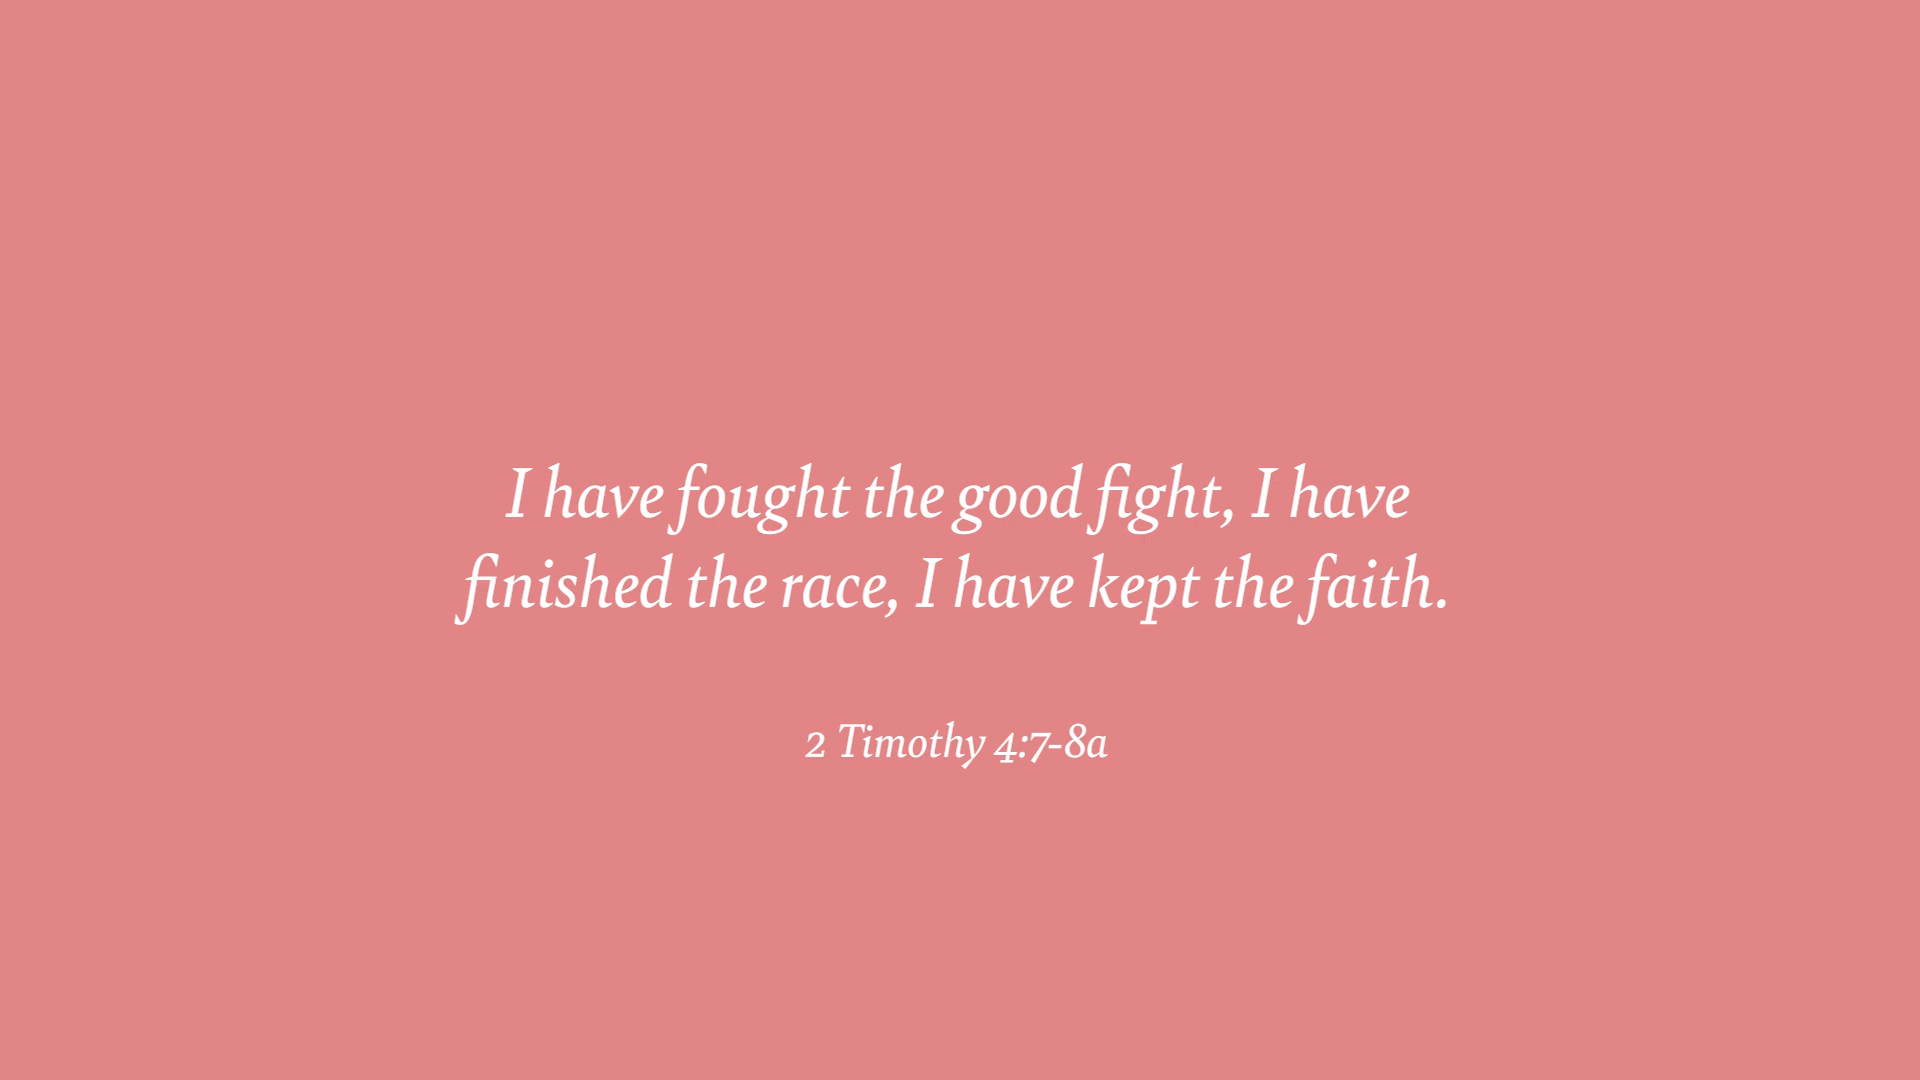 I have fought the good fight, I have
finished the race, I have kept the faith.
2 Timothy 4:7-8a